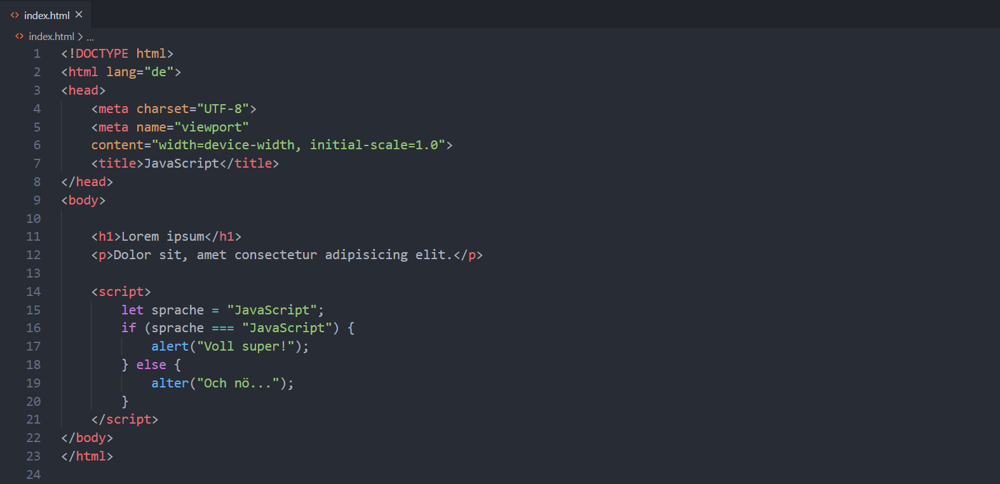 index.html
index.html > ...
1 <!DOCTYPE html>
2 <html lang="de">
3 <head>
4     <meta charset="UTF-8">
5     <meta name="viewport"
6     content="width=device-width, initial-scale=1.0">
7     <title>JavaScript</title>
8 </head>
9 <body>
10
11     <h1>Lorem ipsum</h1>
12     <p>Dolor sit, amet consectetur adipisicing elit.</p>
13
14     <script>
15         let sprache = "JavaScript";
16         if (sprache === "JavaScript") {
17             alert("Voll super!");
18         } else {
19             alter("Och nö...");
20         }
21     </script>
22 </body>
23 </html>
24